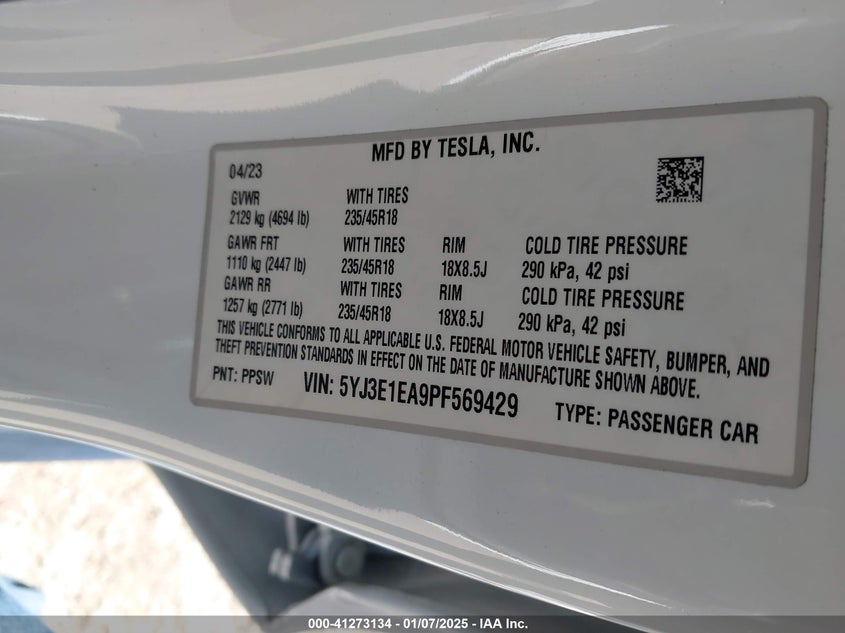 MFD BY TESLA, INC.
04/23
GVWR WITH TIRES
2129 kg (4694 lb) 235/45R18
GAWR FRT WITH TIRES RIM COLD TIRE PRESSURE
1110 kg (2447 lb) 235/45R18 18X8.5J 290 kPa, 42 psi
GAWR RR WITH TIRES RIM COLD TIRE PRESSURE
1257 kg (2771 lb) 235/45R18 18X8.5J 290 kPa, 42 psi
THIS VEHICLE CONFORMS TO ALL APPLICABLE U.S. FEDERAL MOTOR VEHICLE SAFETY, BUMPER, AND
THEFT PREVENTION STANDARDS IN EFFECT ON THE DATE OF MANUFACTURE SHOWN ABOVE.
PNT: PPSW VIN: 5YJ3E1EA9PF569429 TYPE: PASSENGER CAR
000-41273134 - 01/07/2025 - IAA Inc.